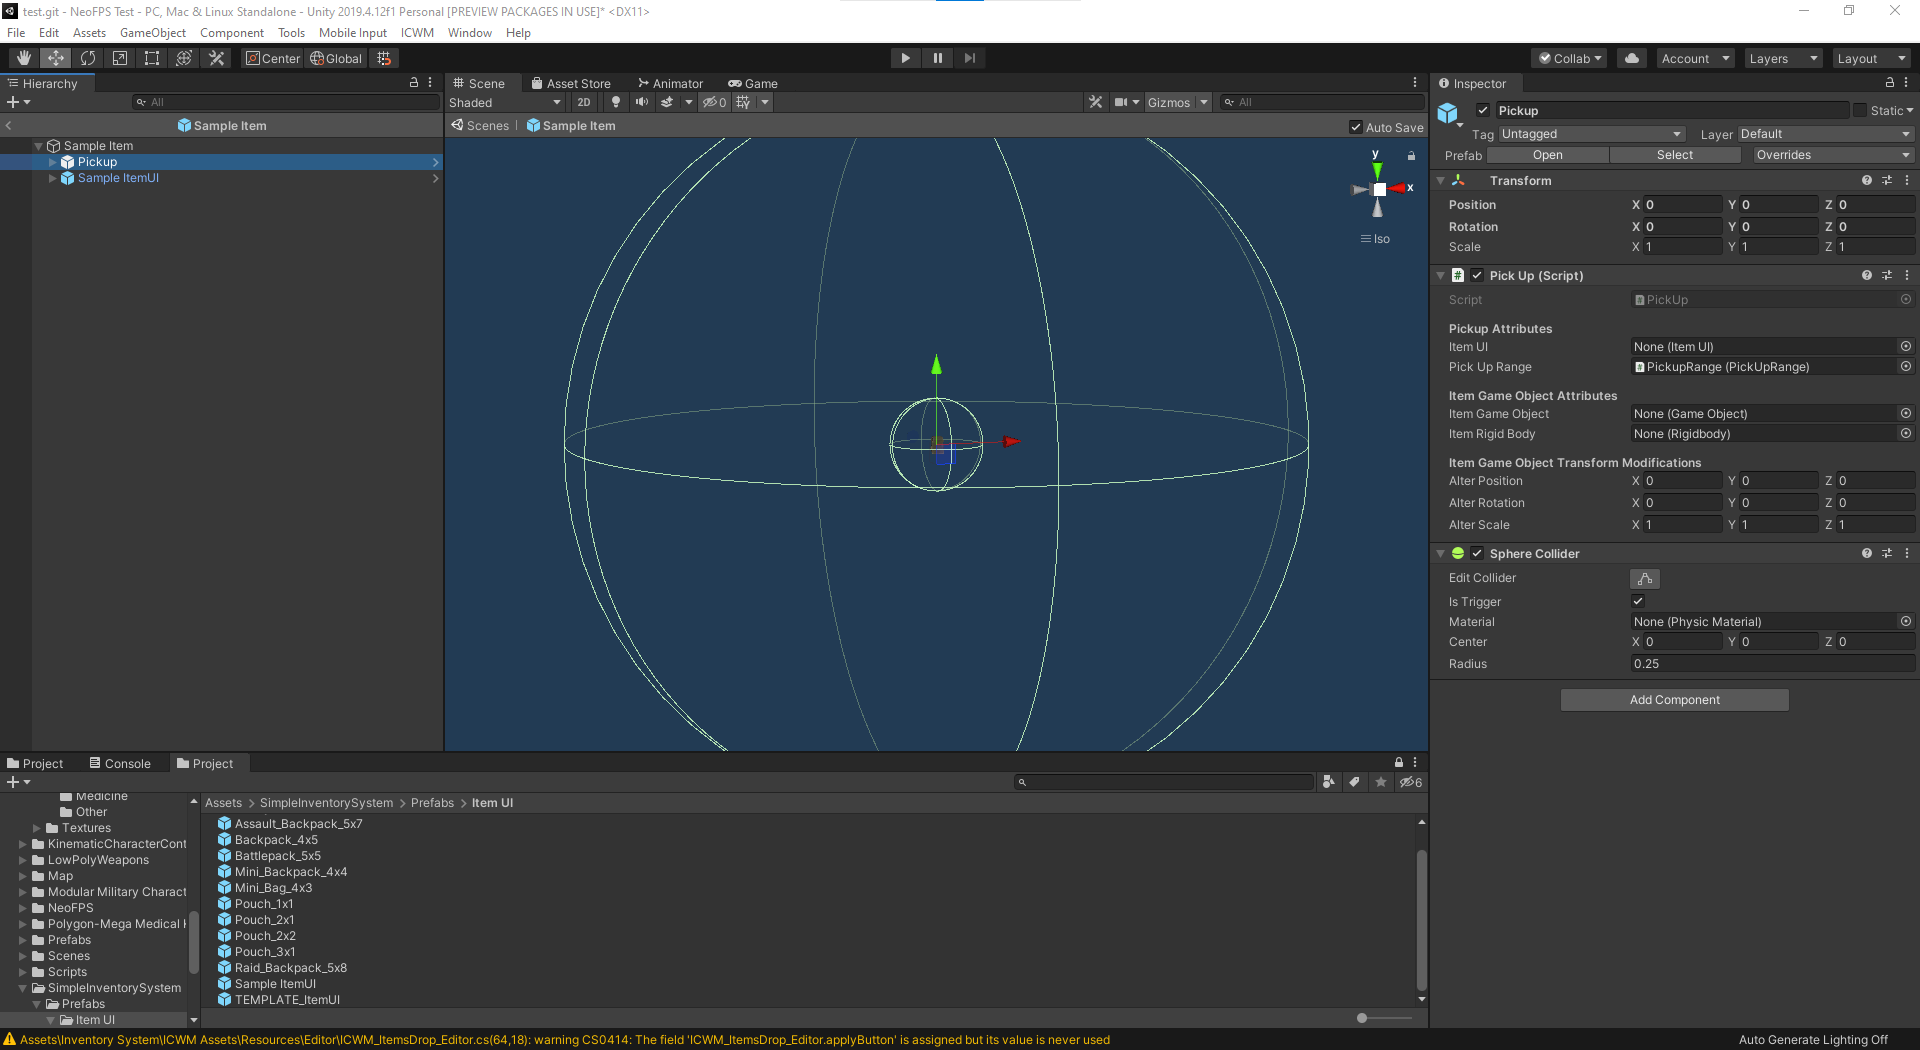 test.git - NeoFPS Test - PC, Mac & Linux Standalone - Unity 2019.4.12f1 Personal [PREVIEW PACKAGES IN USE]* <DX11>
File Edit Assets GameObject Component Tools Mobile Input ICWM Window Help
Center Global Collab Account Layers Layout
Hierarchy
All
Sample Item
Sample Item
Pickup
Sample ItemUI
Scene Asset Store Animator Game
Shaded 2D 0 Gizmos All
Scenes Sample Item Auto Save
y
x
Iso
Inspector
Pickup Static
Tag Untagged Layer Default
Prefab Open Select Overrides
Transform
Position X 0 Y 0 Z 0
Rotation X 0 Y 0 Z 0
Scale X 1 Y 1 Z 1
# Pick Up (Script)
Script PickUp
Pickup Attributes
Item UI None (Item UI)
Pick Up Range PickupRange (PickUpRange)
Item Game Object Attributes
Item Game Object None (Game Object)
Item Rigid Body None (Rigidbody)
Item Game Object Transform Modifications
Alter Position X 0 Y 0 Z 0
Alter Rotation X 0 Y 0 Z 0
Alter Scale X 1 Y 1 Z 1
Sphere Collider
Edit Collider
Is Trigger
Material None (Physic Material)
Center X 0 Y 0 Z 0
Radius 0.25
Add Component
Project Console Project
6
Medicine
Other
Textures
KinematicCharacterCont
LowPolyWeapons
Map
Modular Military Charact
NeoFPS
Polygon-Mega Medical
Prefabs
Scenes
Scripts
SimpleInventorySystem
Prefabs
Item UI
Assets > SimpleInventorySystem > Prefabs > Item UI
Assault_Backpack_5x7
Backpack_4x5
Battlepack_5x5
Mini_Backpack_4x4
Mini_Bag_4x3
Pouch_1x1
Pouch_2x1
Pouch_2x2
Pouch_3x1
Raid_Backpack_5x8
Sample ItemUI
TEMPLATE_ItemUI
Assets\Inventory System\ICWM Assets\Resources\Editor\ICWM_ItemsDrop_Editor.cs(64,18): warning CS0414: The field 'ICWM_ItemsDrop_Editor.applyButton' is assigned but its value is never used
Auto Generate Lighting Off